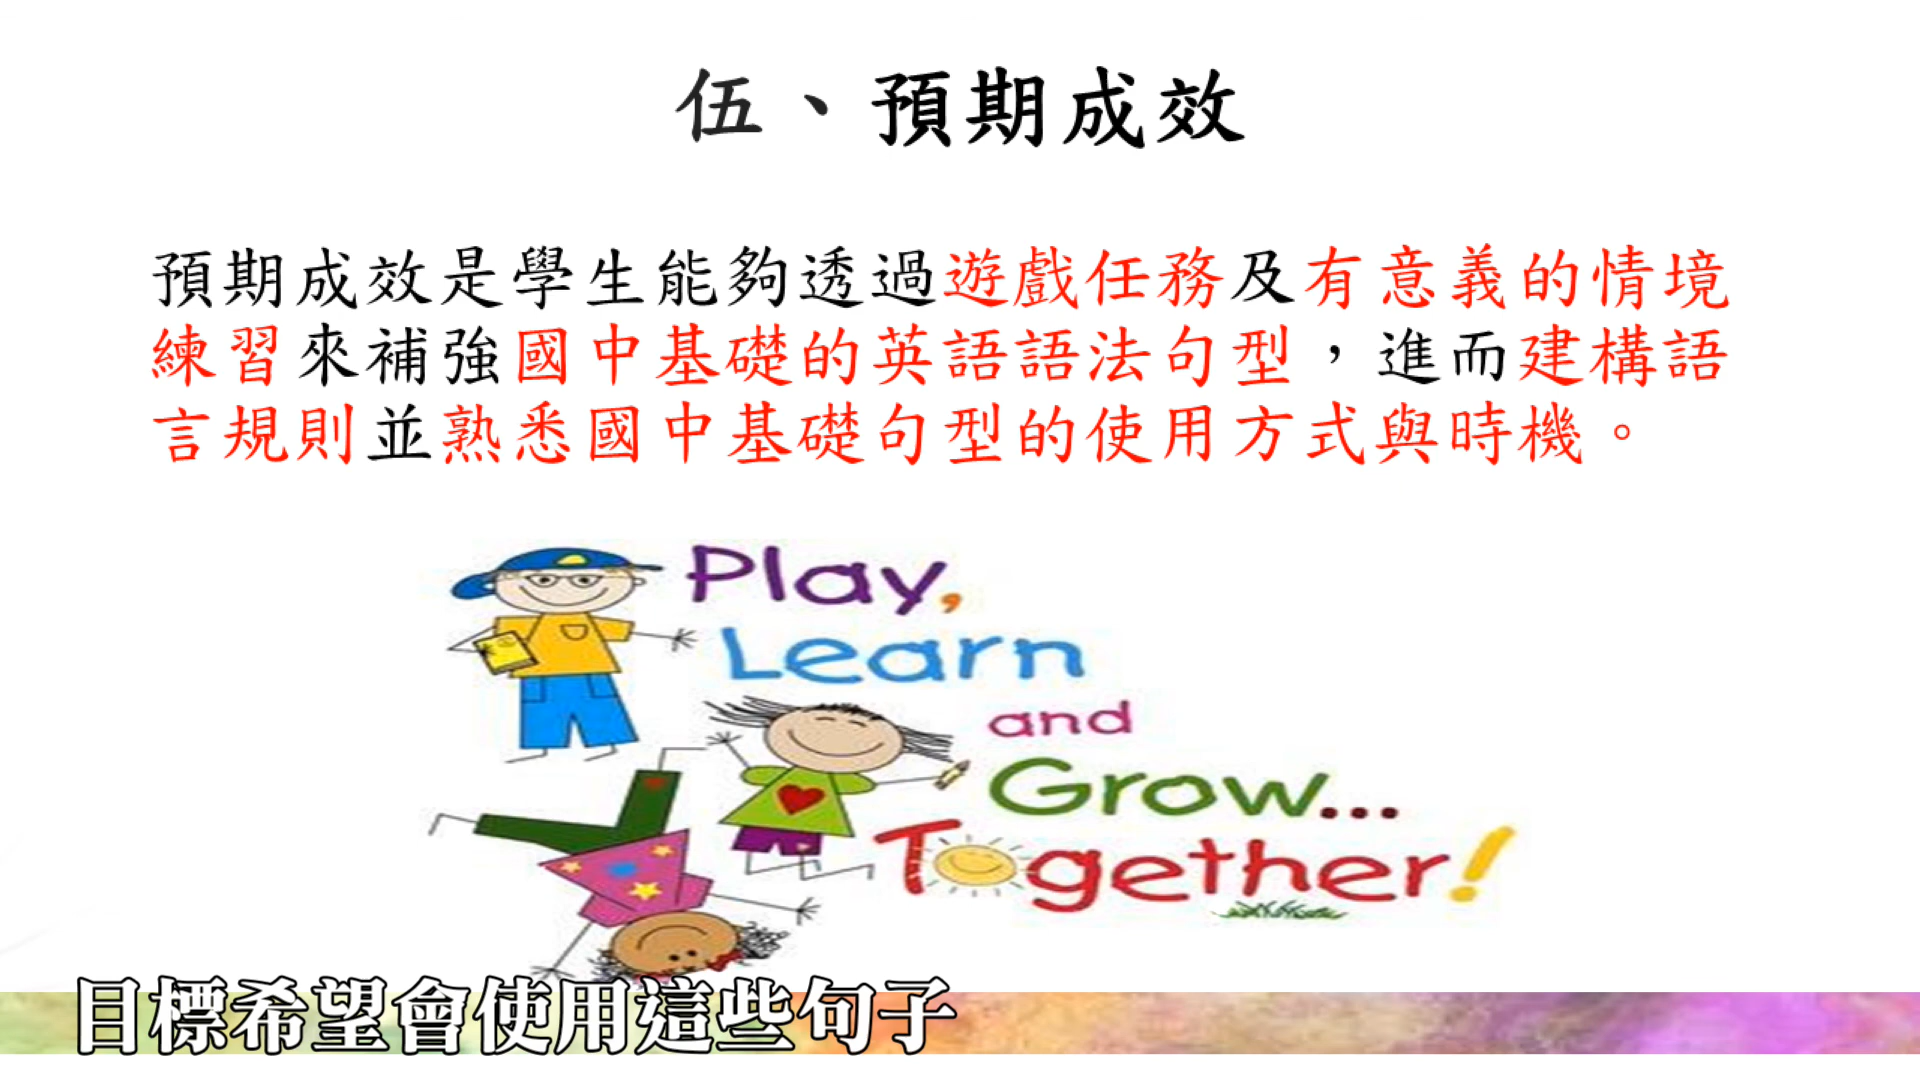 伍、預期成效
預期成效是學生能夠透過遊戲任務及有意義的情境
練習來補強國中基礎的英語語法句型，進而建構語
言規則並熟悉國中基礎句型的使用方式與時機。
Play,
Learn
and
Grow...
Together!
目標希望會使用這些句子